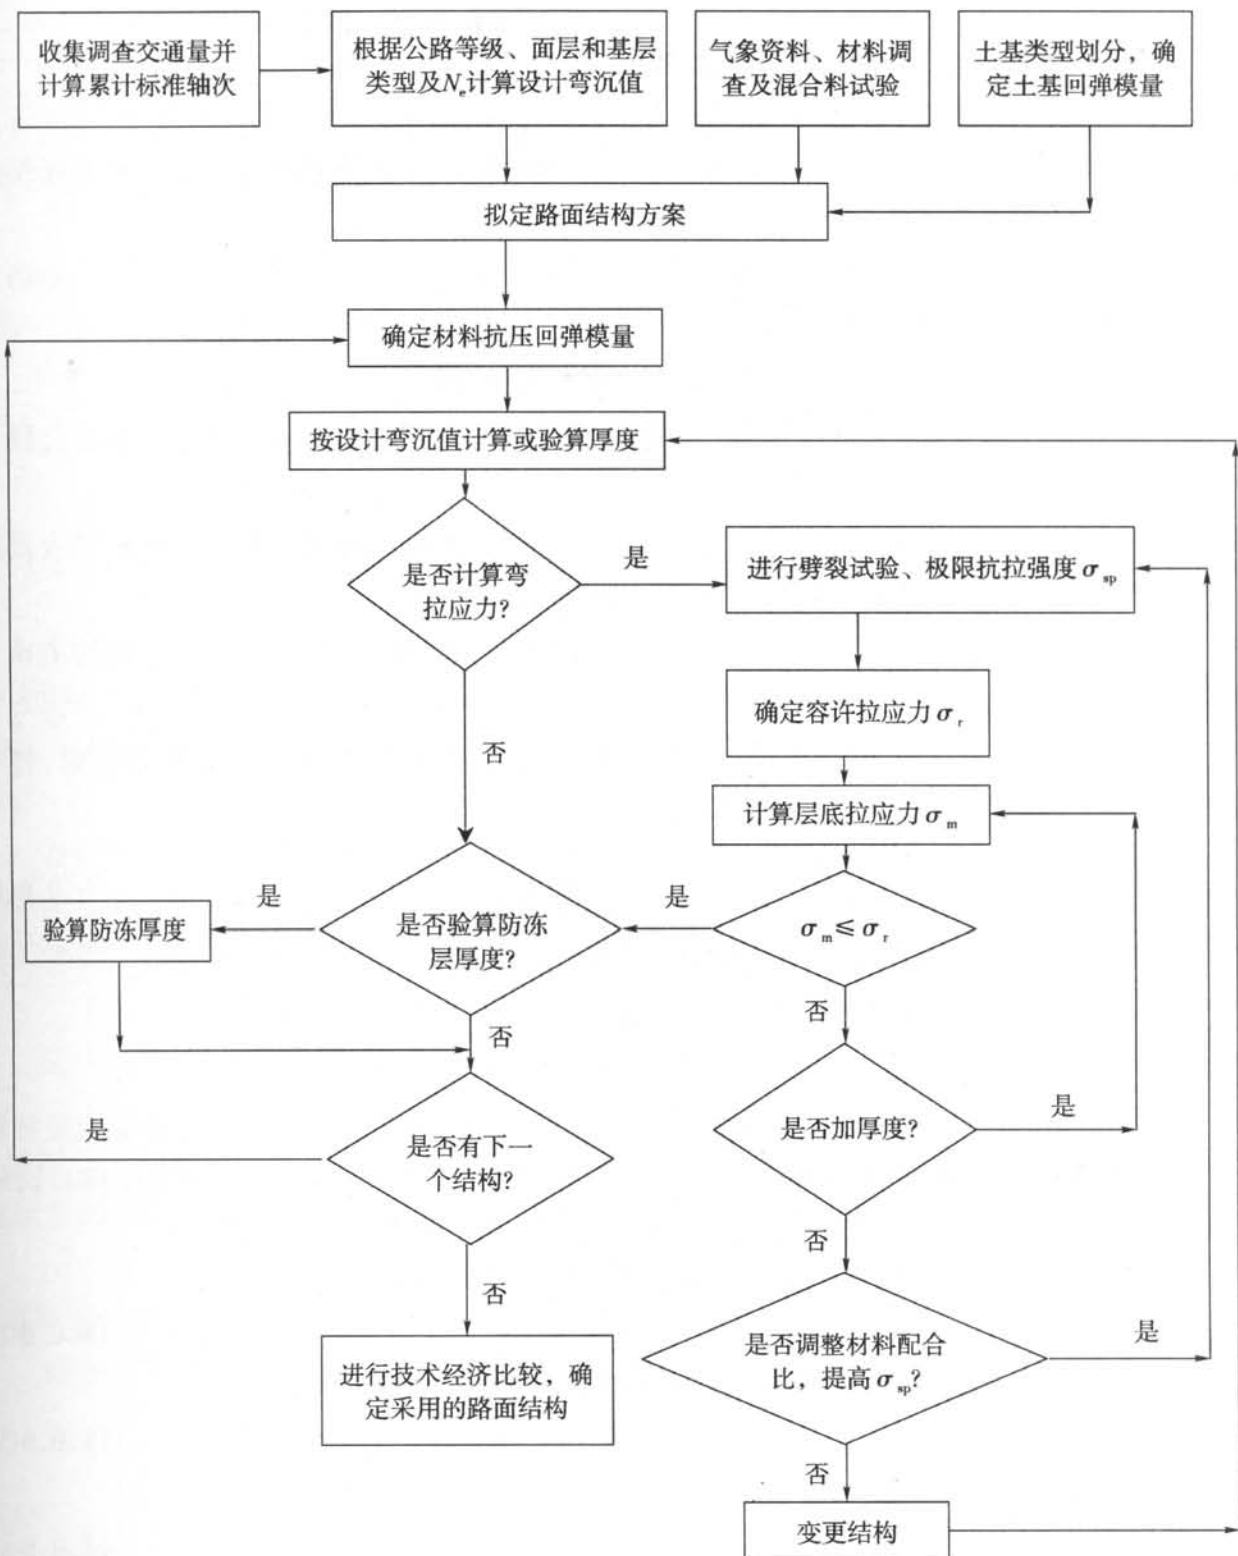 收集调查交通量并
计算累计标准轴次
根据公路等级、面层和基层
类型及Ne计算设计弯沉值
气象资料、材料调
查及混合料试验
土基类型划分，确
定土基回弹模量
拟定路面结构方案
确定材料抗压回弹模量
按设计弯沉值计算或验算厚度
是否计算弯
拉应力？
是
进行劈裂试验、极限抗拉强度σsp
确定容许拉应力σr
否
计算层底拉应力σm
是
验算防冻厚度
是否验算防冻
层厚度？
是
σm≤σr
否
否
是
是否有下一
个结构？
是否加厚度？
是
否
否
进行技术经济比较，确
定采用的路面结构
是否调整材料配合
比，提高σsp？
是
否
变更结构